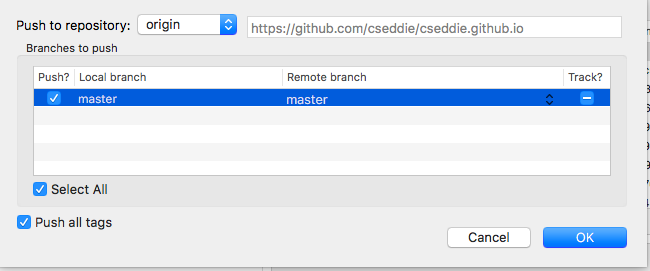 Push to repository: origin https://github.com/cseddie/cseddie.github.io
Branches to push
Push? Local branch Remote branch Track?
master master
Select All
Push all tags
Cancel OK